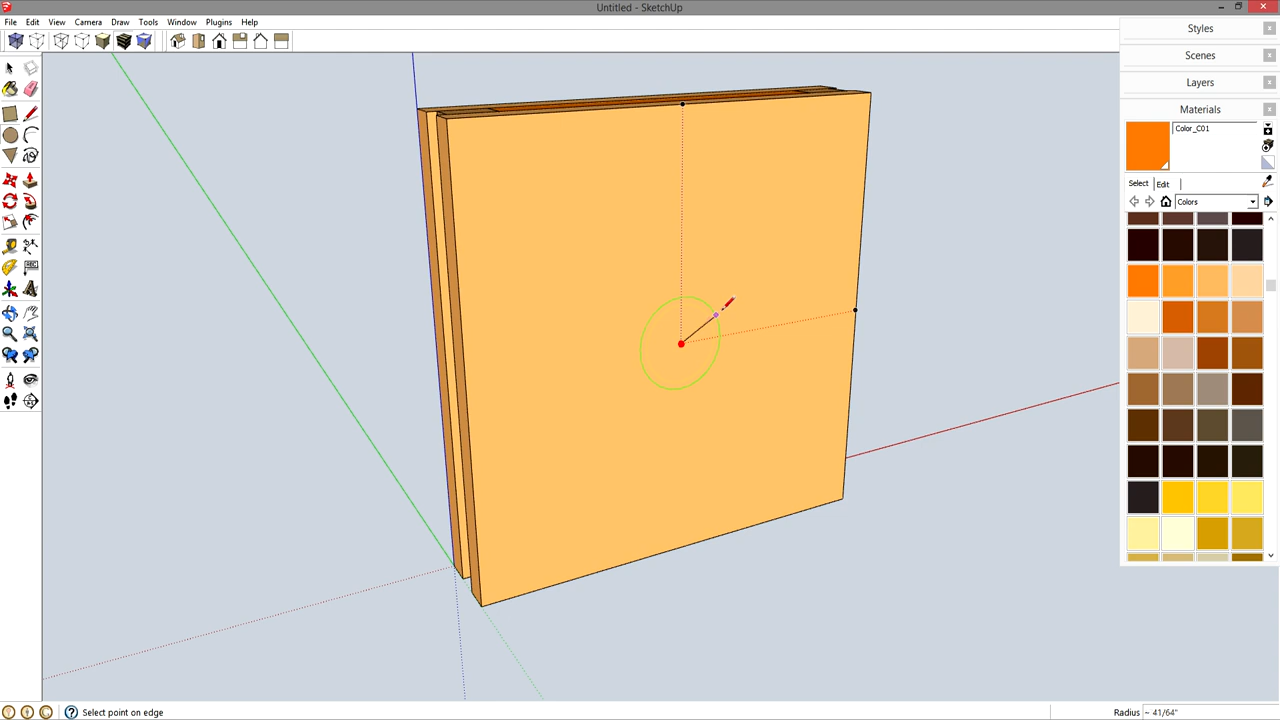 Untitled - SketchUp
File Edit View Camera Draw Tools Window Plugins Help
Styles
Scenes
Layers
Materials
Color_C01
Select Edit
Colors
Select point on edge
Radius ~ 41/64"